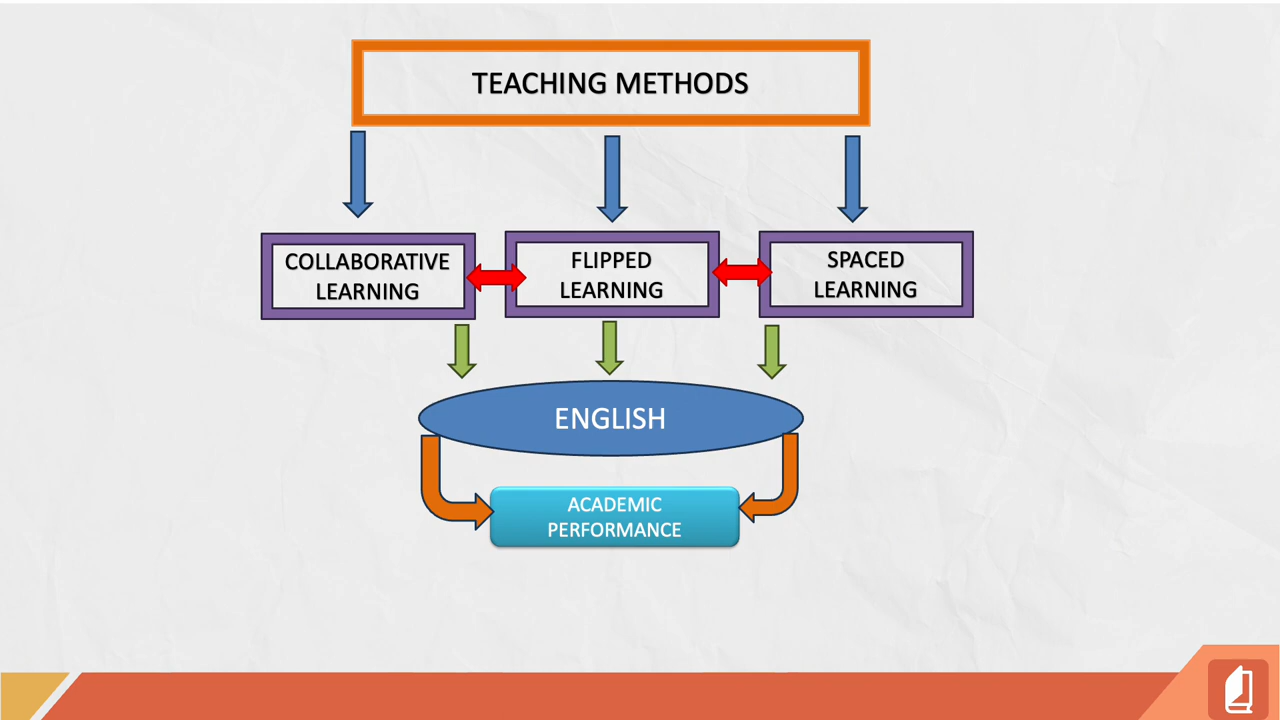 TEACHING METHODS
COLLABORATIVE
LEARNING
FLIPPED
LEARNING
SPACED
LEARNING
ENGLISH
ACADEMIC
PERFORMANCE